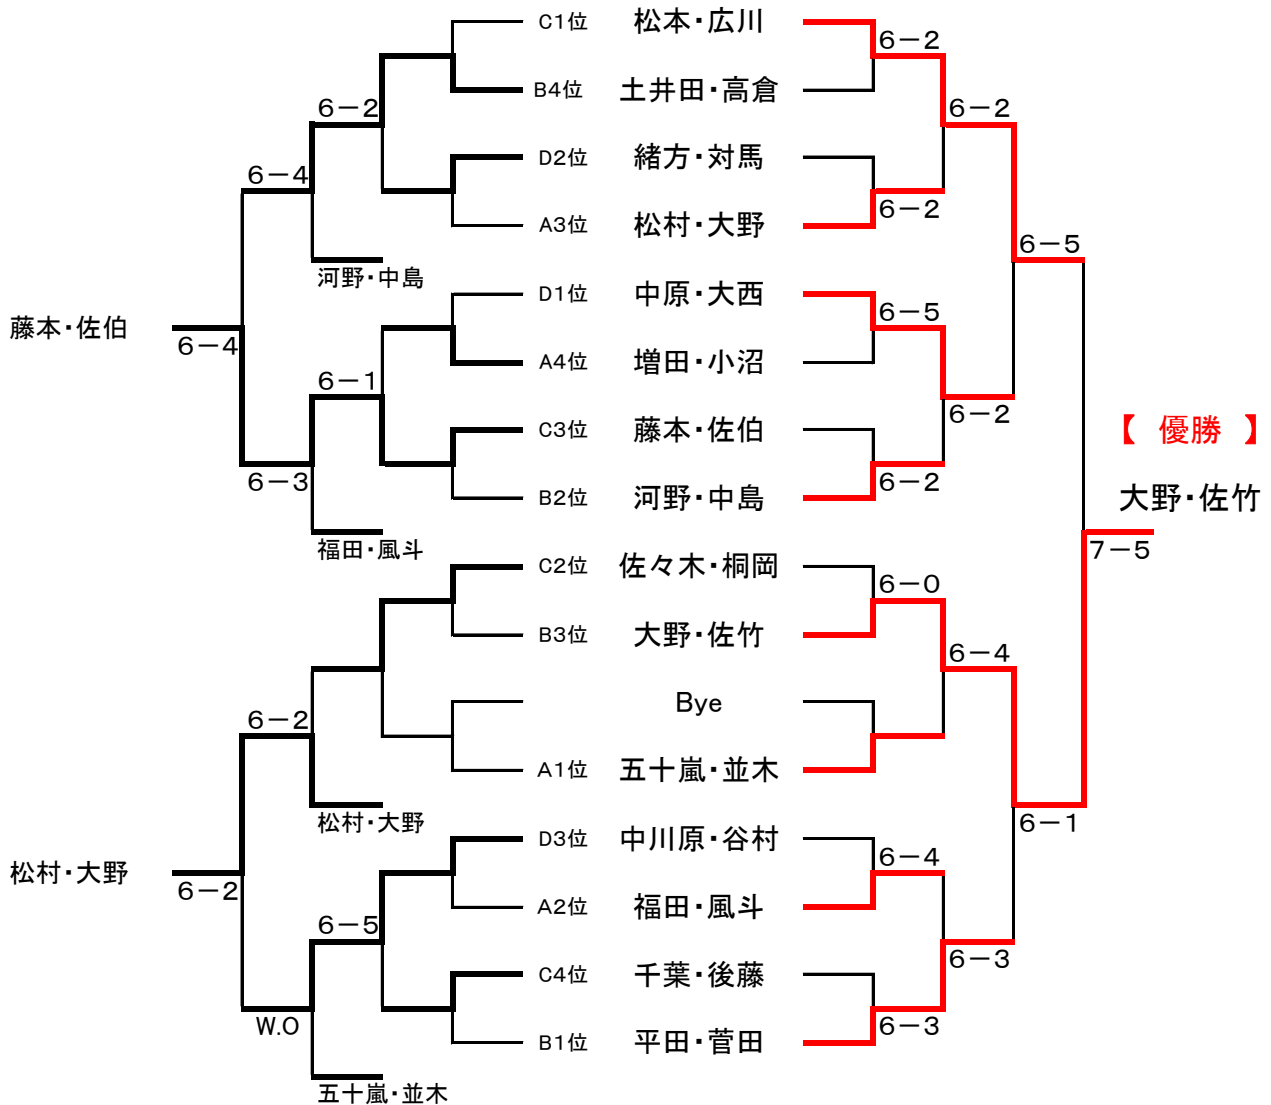 C1位 松本・広川 6－2
B4位 土井田・高倉
6－2 6－2
D2位 緒方・対馬
6－4
A3位 松村・大野 6－2
6－5
河野・中島
D1位 中原・大西 6－5
藤本・佐伯 6－4
A4位 増田・小沼
6－1 6－2
C3位 藤本・佐伯
【 優勝 】
6－3 6－2
B2位 河野・中島
大野・佐竹
福田・風斗 7－5
C2位 佐々木・桐岡 6－0
B3位 大野・佐竹
6－4
Bye
6－2
A1位 五十嵐・並木
松村・大野 6－1
D3位 中川原・谷村 6－4
松村・大野 6－2
A2位 福田・風斗
6－5 6－3
C4位 千葉・後藤
W.O 6－3
B1位 平田・菅田
五十嵐・並木